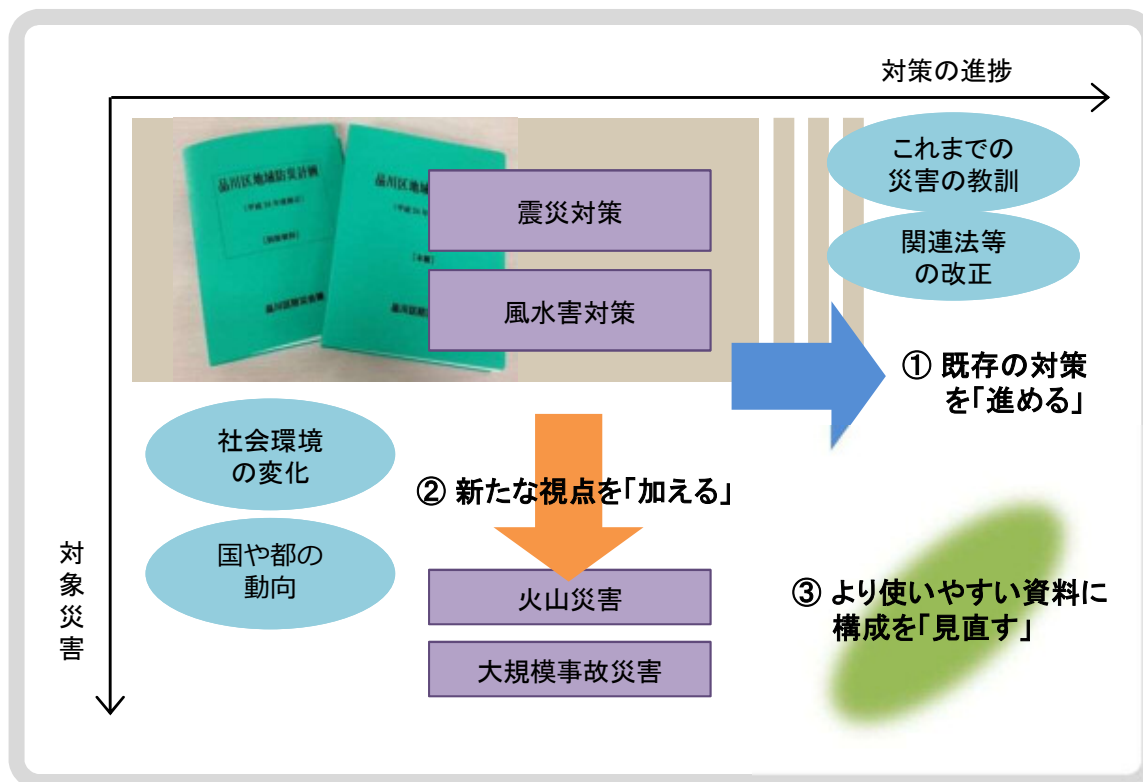 対策の進捗
品川区地域防災計画
品川区地域
震災対策
風水害対策
これまでの
災害の教訓
関連法等
の改正
① 既存の対策
を「進める」
社会環境
の変化
② 新たな視点を「加える」
国や都の
動向
対象災害
火山災害
大規模事故災害
③ より使いやすい資料に
構成を「見直す」